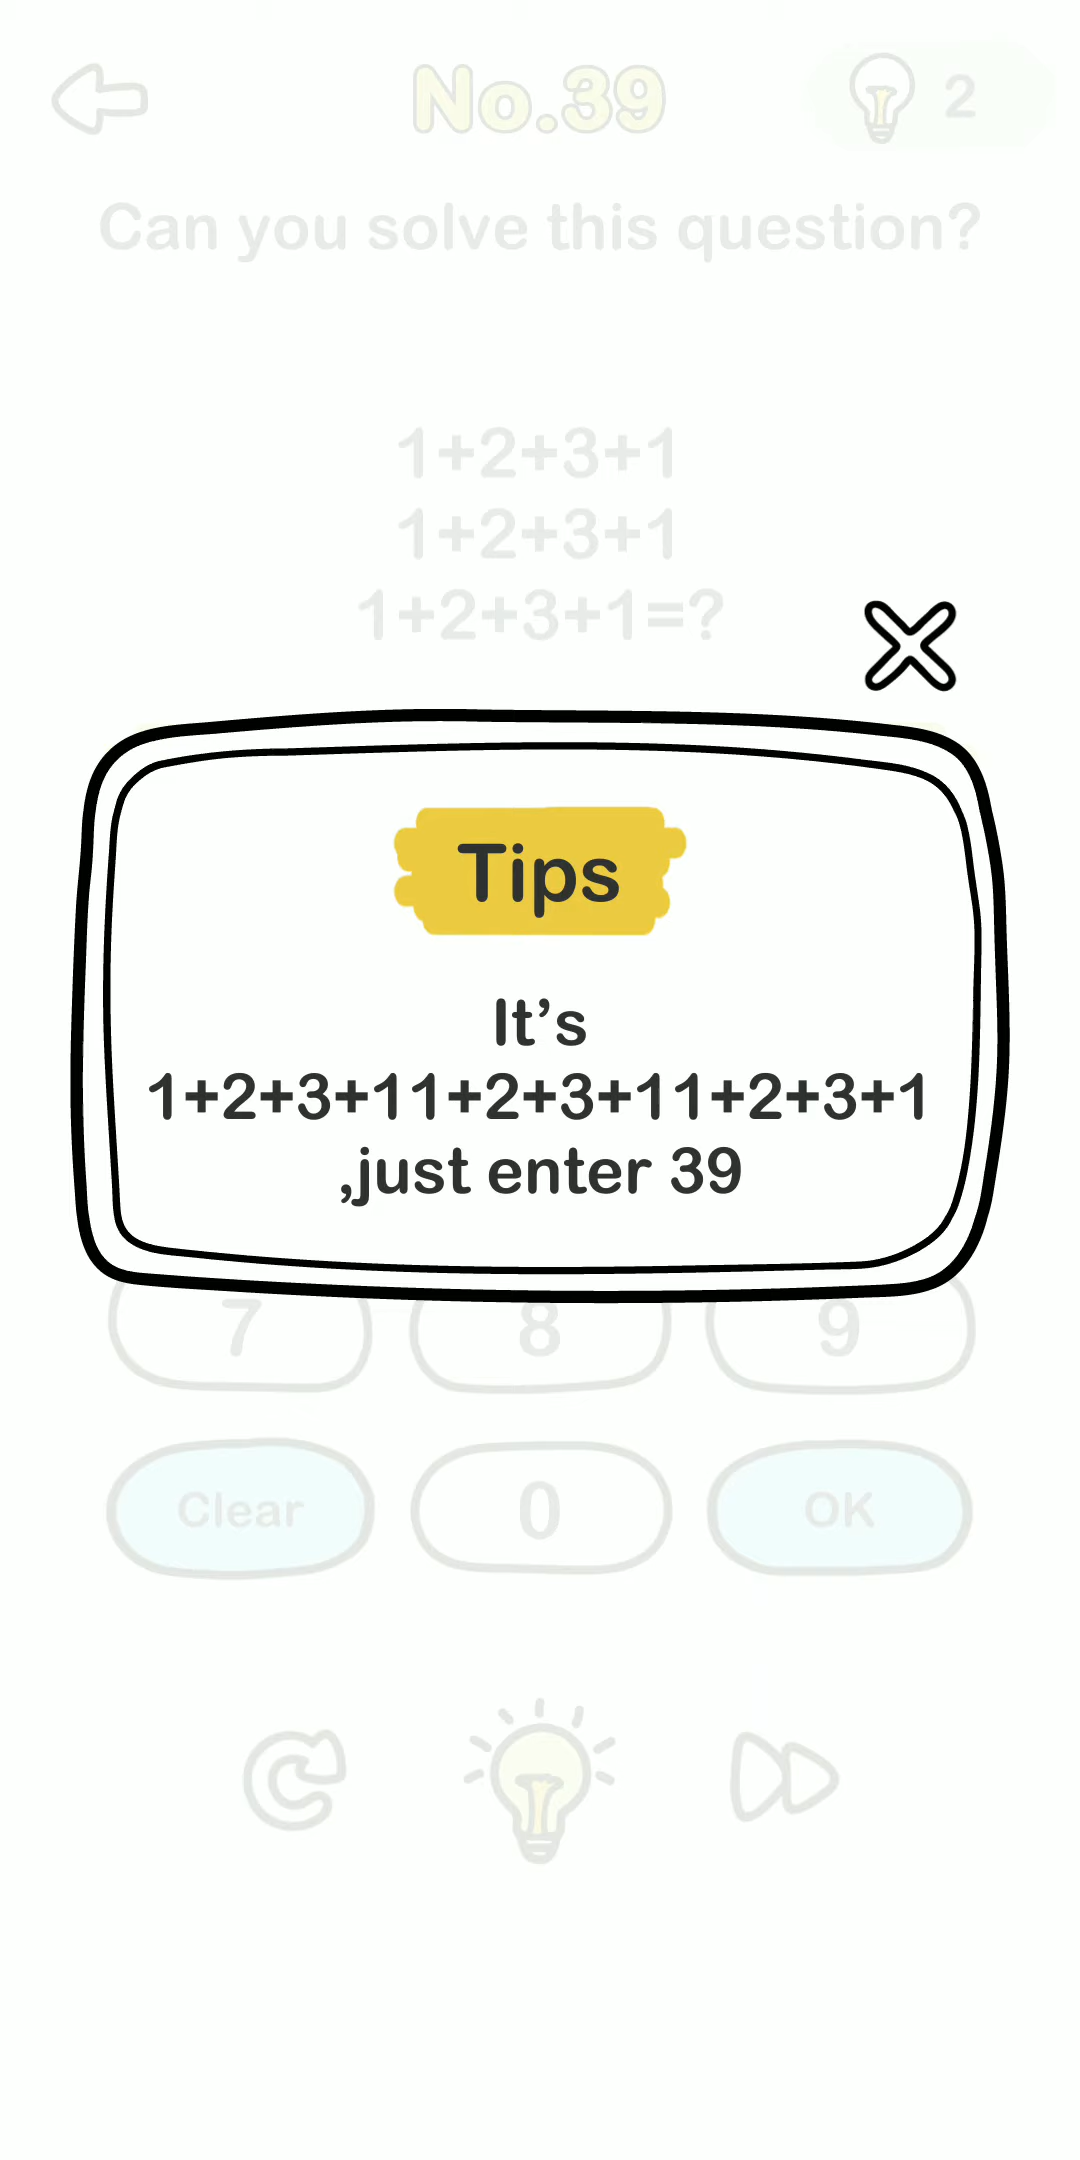 No.39
2
Can you solve this question?
1+2+3+1
1+2+3+1
1+2+3+1=?
Tips
It’s
1+2+3+11+2+3+11+2+3+1
,just enter 39
7 8 9
Clear 0 OK